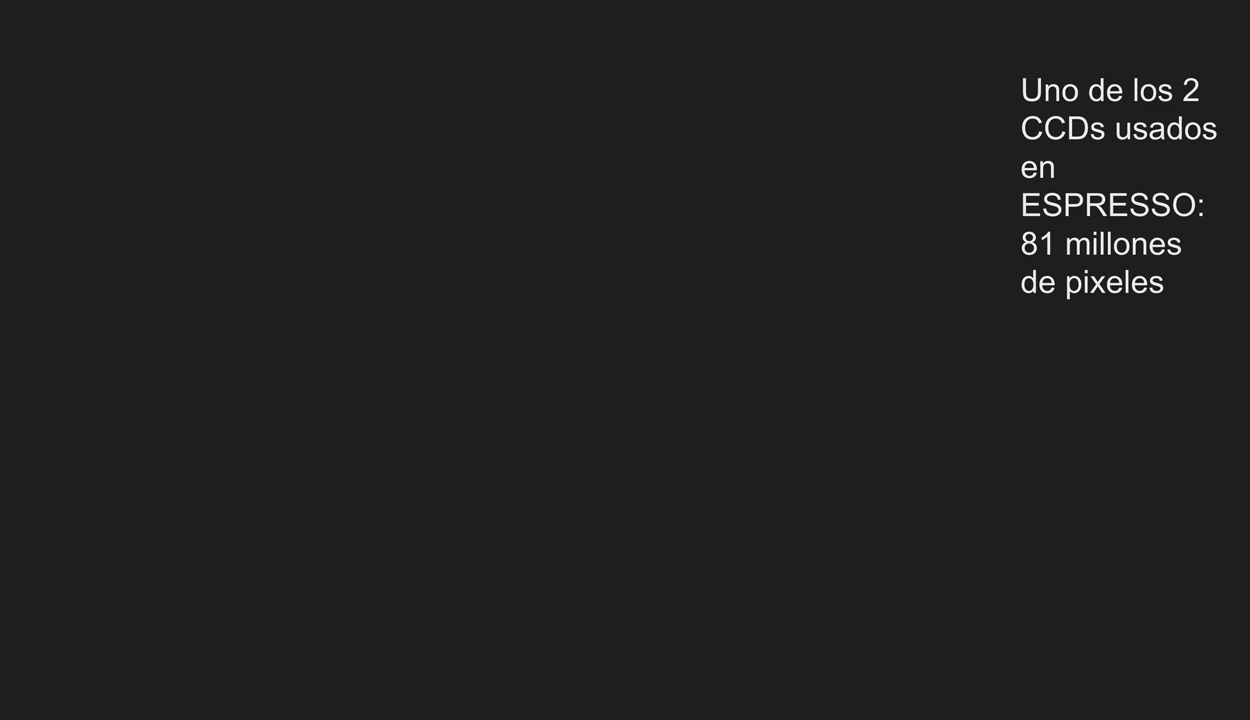 Uno de los 2
CCDs usados
en
ESPRESSO:
81 millones
de pixeles